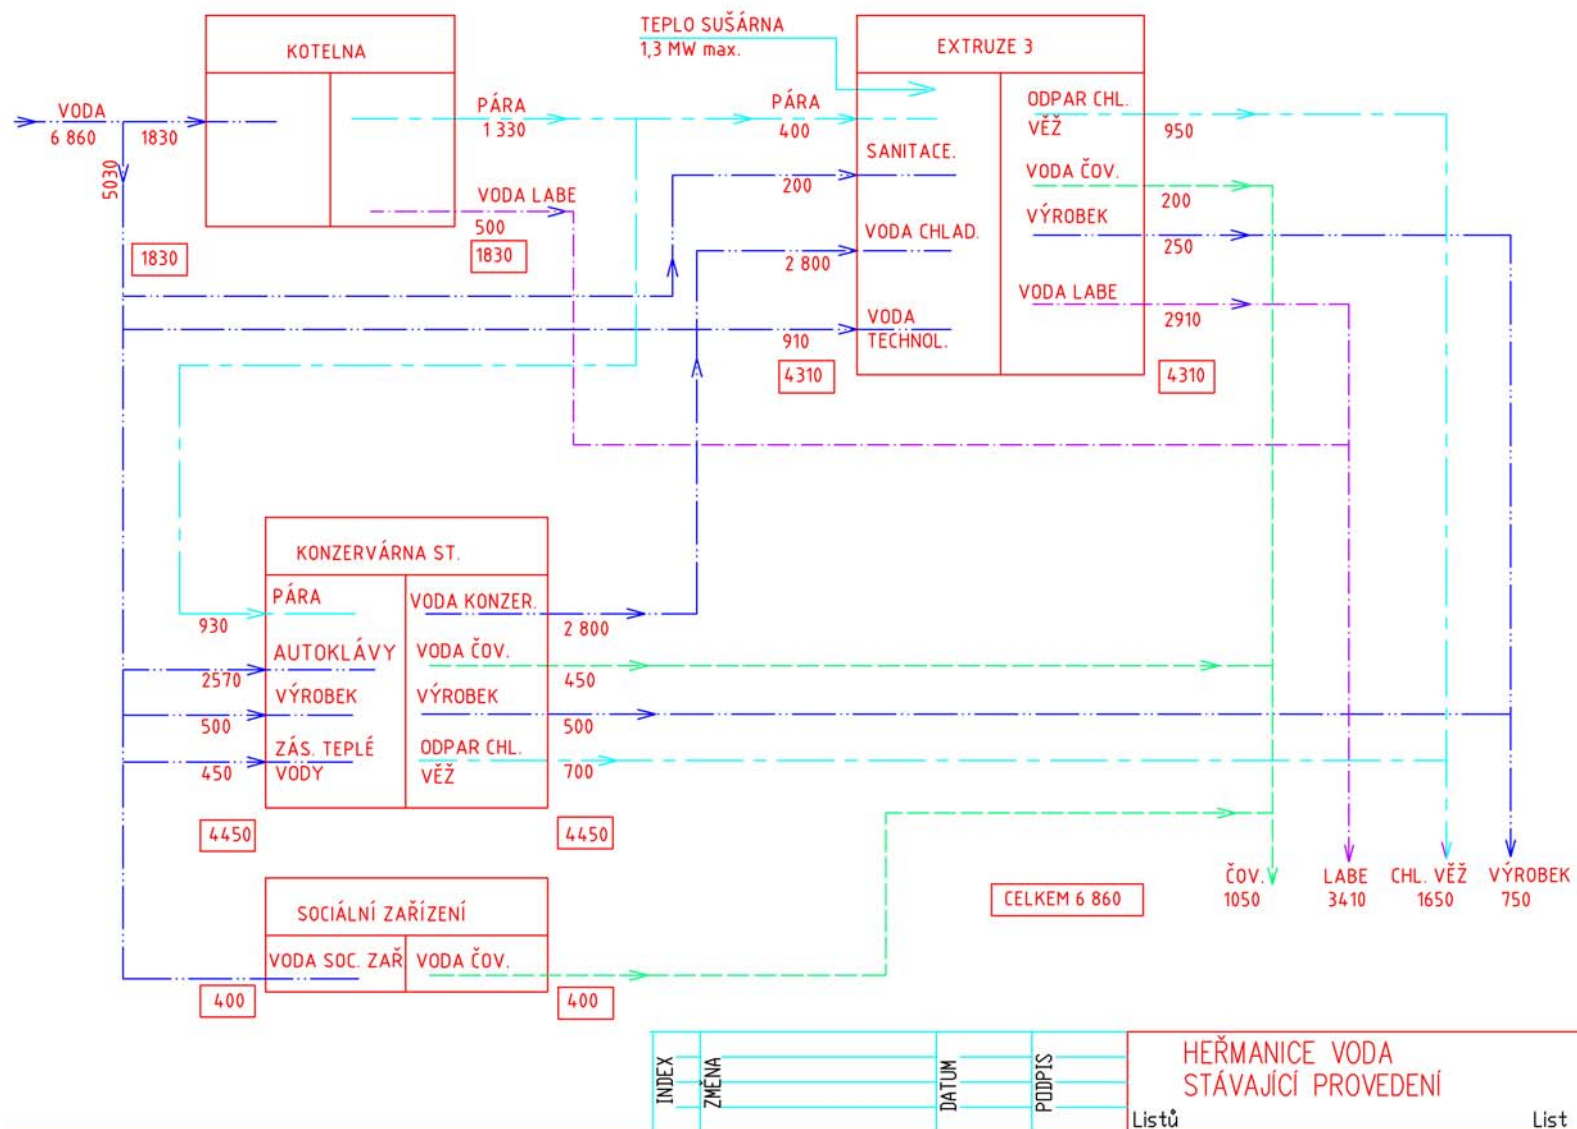 TEPLO SUŠÁRNA
1,3 MW max.
KOTELNA
EXTRUZE 3
VODA
6 860
1830
5030
PÁRA
1 330
VODA LABE
500
1830
1830
PÁRA
400
SANITACE.
200
VODA CHLAD.
2 800
VODA
TECHNOL.
910
4310
ODPAR CHL.
VĚŽ
950
VODA ČOV.
200
VÝROBEK
250
VODA LABE
2910
4310
KONZERVÁRNA ST.
PÁRA
930
AUTOKLÁVY
2570
VÝROBEK
500
ZÁS. TEPLÉ
VODY
450
4450
VODA KONZER.
2 800
VODA ČOV.
450
VÝROBEK
500
ODPAR CHL.
VĚŽ
700
4450
SOCIÁLNÍ ZAŘÍZENÍ
VODA SOC. ZAŘ
VODA ČOV.
400
400
CELKEM 6 860
ČOV.
1050
LABE
3410
CHL. VĚŽ
1650
VÝROBEK
750
INDEX
ZMĚNA
DATUM
PODPIS
HEŘMANICE VODA
STÁVAJÍCÍ PROVEDENÍ
Listů
List